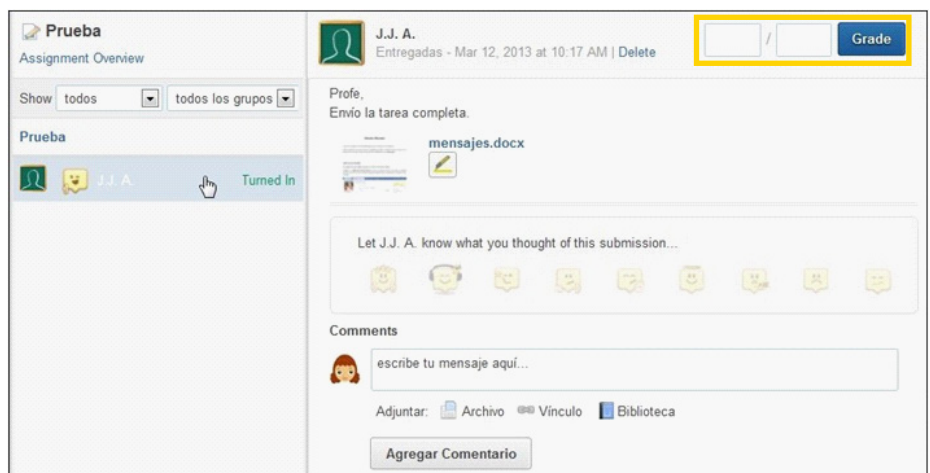 Prueba
Assignment Overview
Show todos todos los grupos
Prueba
J.J. A. Turned In
J.J. A.
Entregadas - Mar 12, 2013 at 10:17 AM | Delete
/ Grade
Profe,
Envío la tarea completa.
mensajes.docx
Let J.J. A. know what you thought of this submission...
Comments
escribe tu mensaje aquí...
Adjuntar: Archivo Vínculo Biblioteca
Agregar Comentario